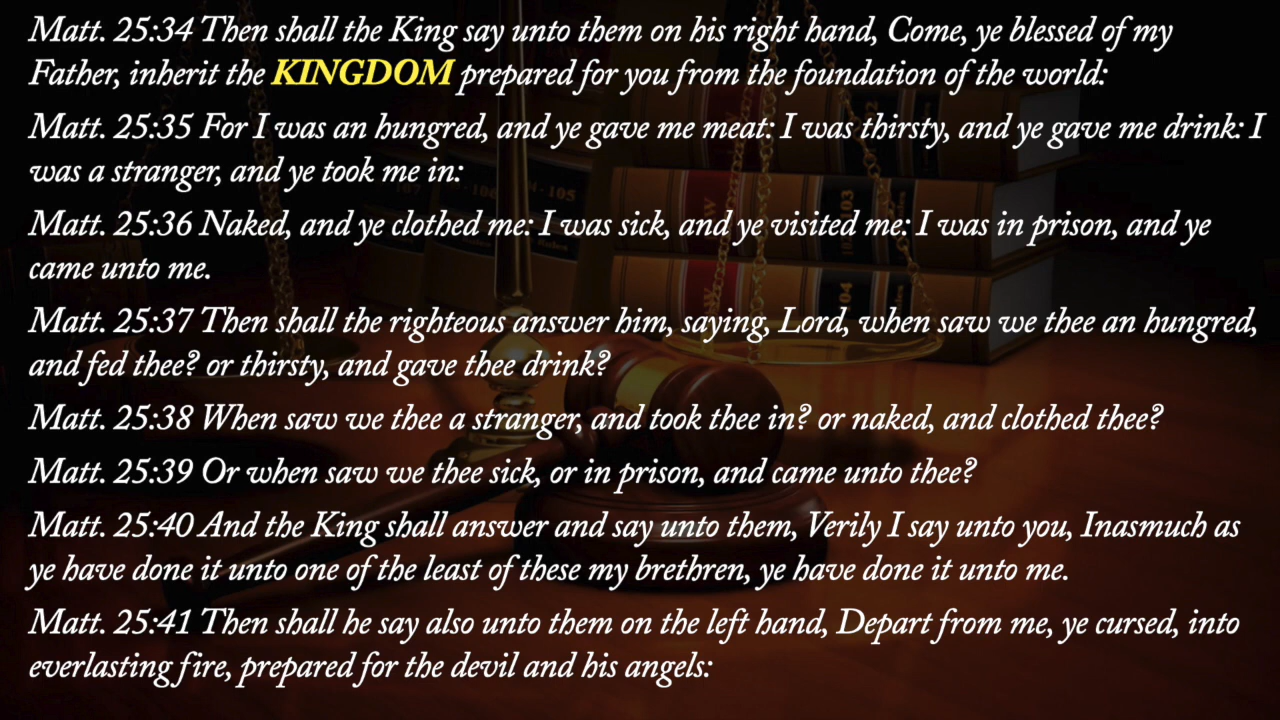 Matt. 25:34 Then shall the King say unto them on his right hand, Come, ye blessed of my
Father, inherit the KINGDOM prepared for you from the foundation of the world:
Matt. 25:35 For I was an hungred, and ye gave me meat: I was thirsty, and ye gave me drink: I
was a stranger, and ye took me in:
Matt. 25:36 Naked, and ye clothed me: I was sick, and ye visited me: I was in prison, and ye
came unto me.
Matt. 25:37 Then shall the righteous answer him, saying, Lord, when saw we thee an hungred,
and fed thee? or thirsty, and gave thee drink?
Matt. 25:38 When saw we thee a stranger, and took thee in? or naked, and clothed thee?
Matt. 25:39 Or when saw we thee sick, or in prison, and came unto thee?
Matt. 25:40 And the King shall answer and say unto them, Verily I say unto you, Inasmuch as
ye have done it unto one of the least of these my brethren, ye have done it unto me.
Matt. 25:41 Then shall he say also unto them on the left hand, Depart from me, ye cursed, into
everlasting fire, prepared for the devil and his angels: